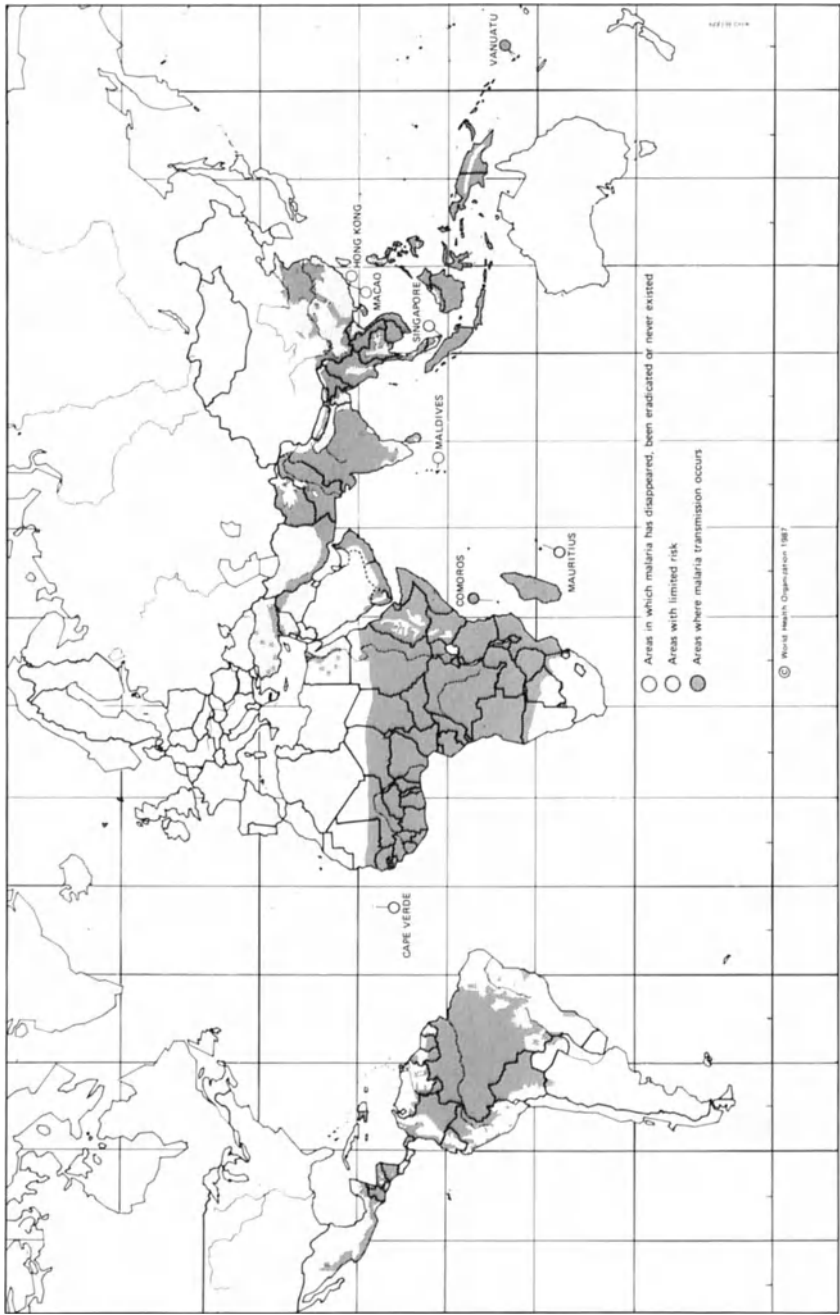 CAPE VERDE
COMOROS
MAURITIUS
MALDIVES
SINGAPORE
MACAO
HONG KONG
VANUATU
Areas in which malaria has disappeared, been eradicated or never existed
Areas with limited risk
Areas where malaria transmission occurs
© World Health Organization 1987